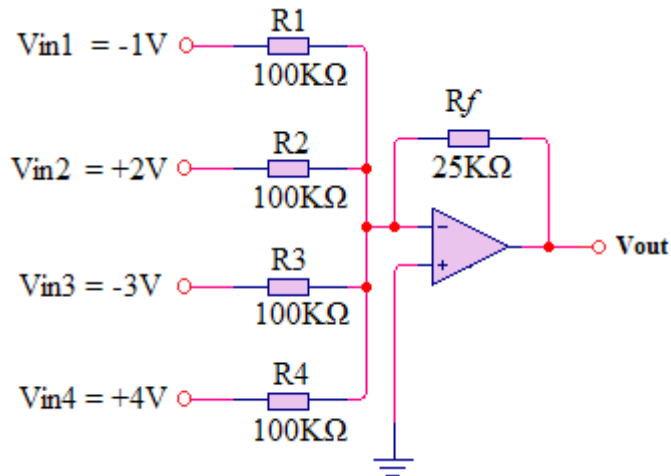 R1
Vin1 = -1V
100KΩ
Rf
R2
Vin2 = +2V
25KΩ
100KΩ
−
Vout
R3
+
Vin3 = -3V
100KΩ
R4
Vin4 = +4V
100KΩ